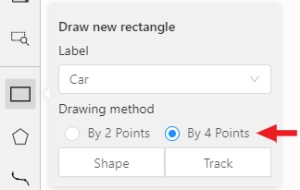 Draw new rectangle
Label
Car
Drawing method
By 2 Points By 4 Points
Shape Track